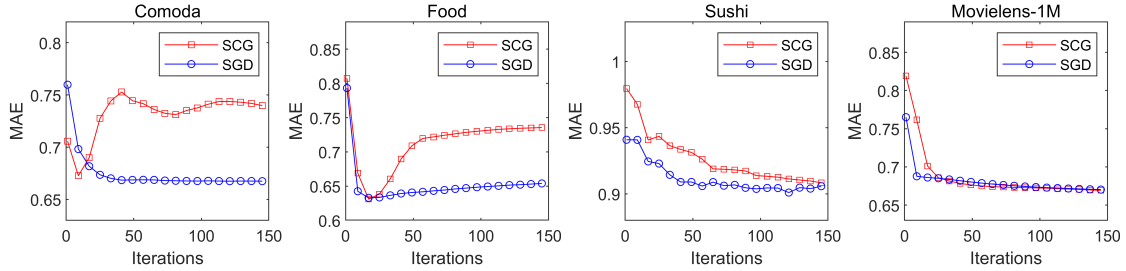 Comoda
MAE
0.8
0.75
0.7
0.65
0
50
100
150
Iterations
SCG
SGD
Food
MAE
0.85
0.8
0.75
0.7
0.65
0.6
0
50
100
150
Iterations
SCG
SGD
Sushi
MAE
1
0.95
0.9
0
50
100
150
Iterations
SCG
SGD
Movielens-1M
MAE
0.85
0.8
0.75
0.7
0.65
0
50
100
150
Iterations
SCG
SGD